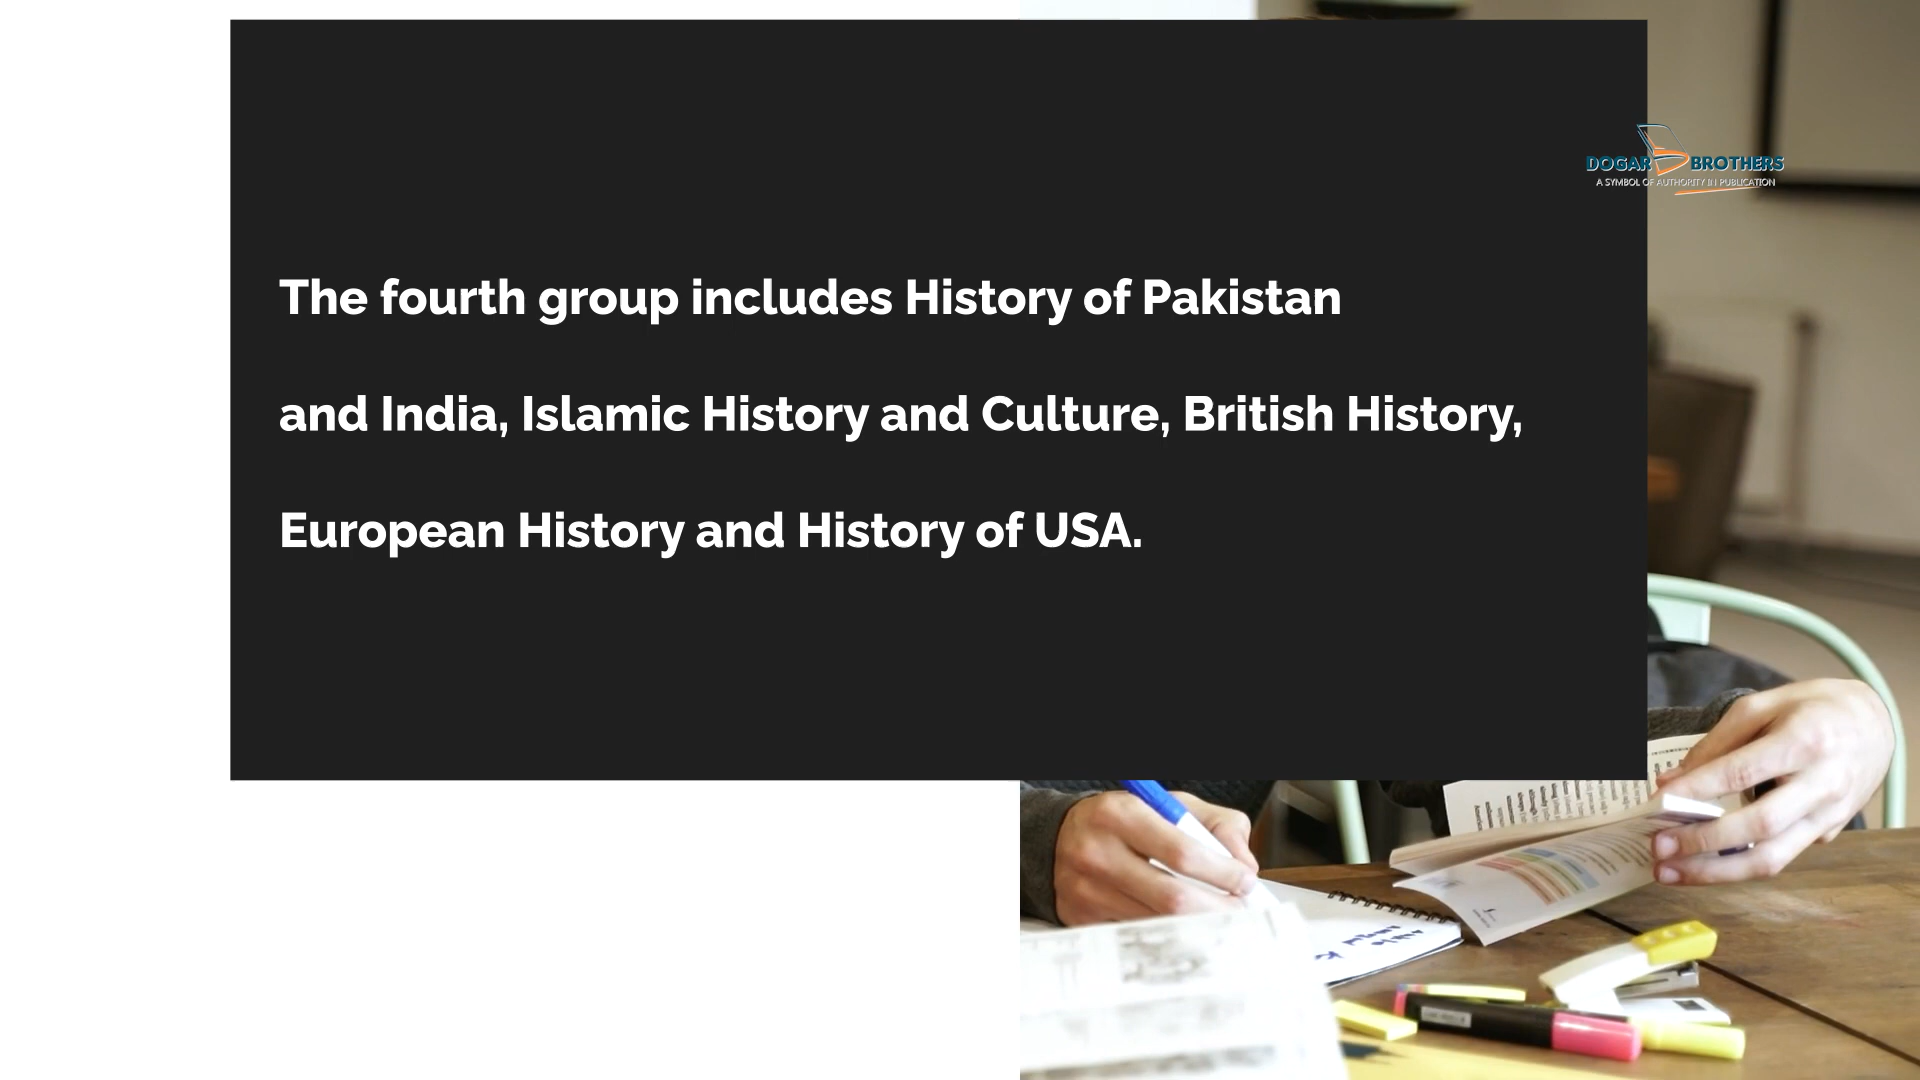 DOGAR BROTHERS
A SYMBOL OF AUTHORITY IN PUBLICATION
The fourth group includes History of Pakistan
and India, Islamic History and Culture, British History,
European History and History of USA.